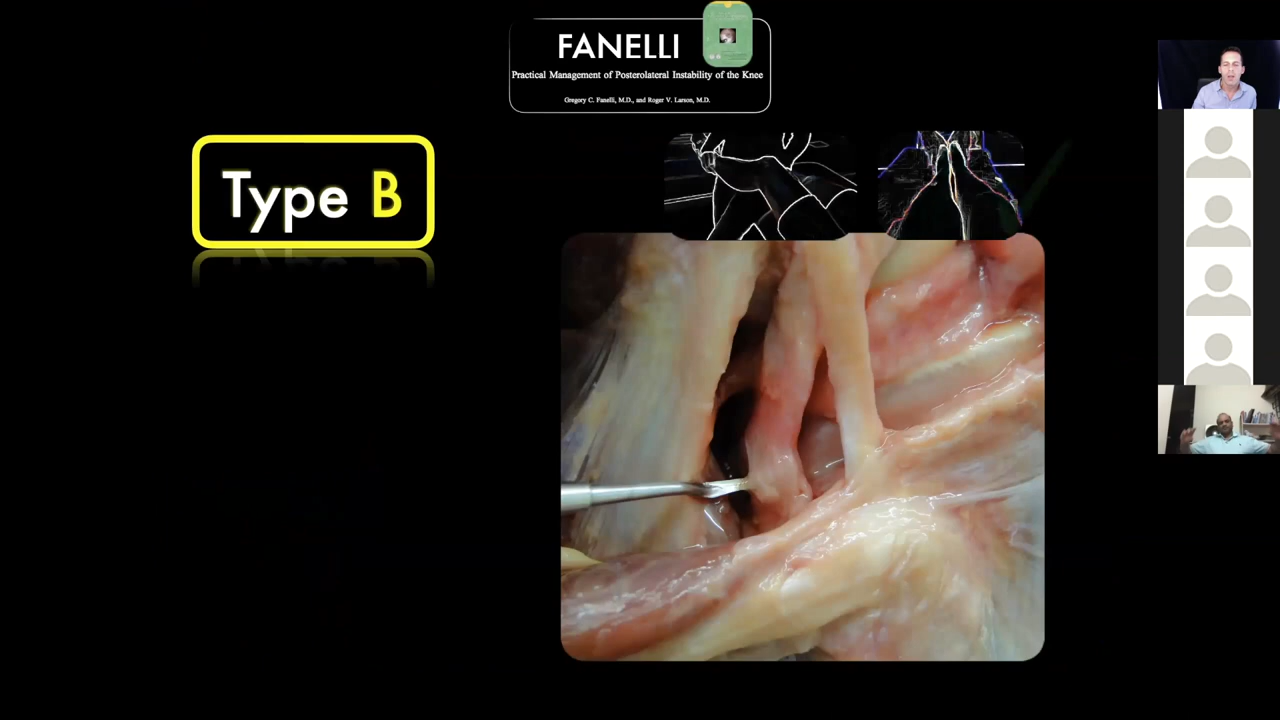 FANELLI
Practical Management of Posterolateral Instability of the Knee
Gregory C. Fanelli, M.D., and Roger V. Larson, M.D.
Type B